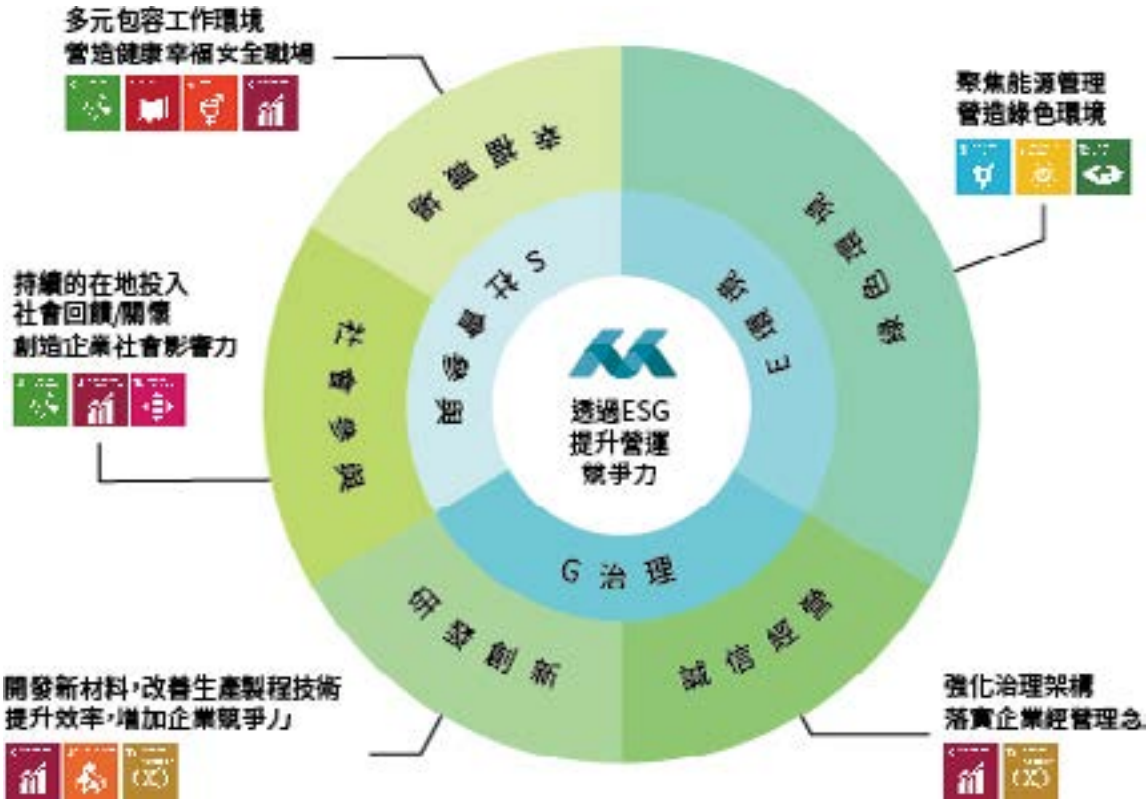 多元包容工作環境
營造健康幸福安全職場
聚焦能源管理
營造綠色環境
幸福職場
綠色環境
S 社會參與
E 環境
持續的在地投入
社會回饋/關懷
創造企業社會影響力
社會參與
透過ESG
提升營運
競爭力
G 治理
研發創新
誠信經營
開發新材料，改善生產製程技術
提升效率，增加企業競爭力
強化治理架構
落實企業經營理念